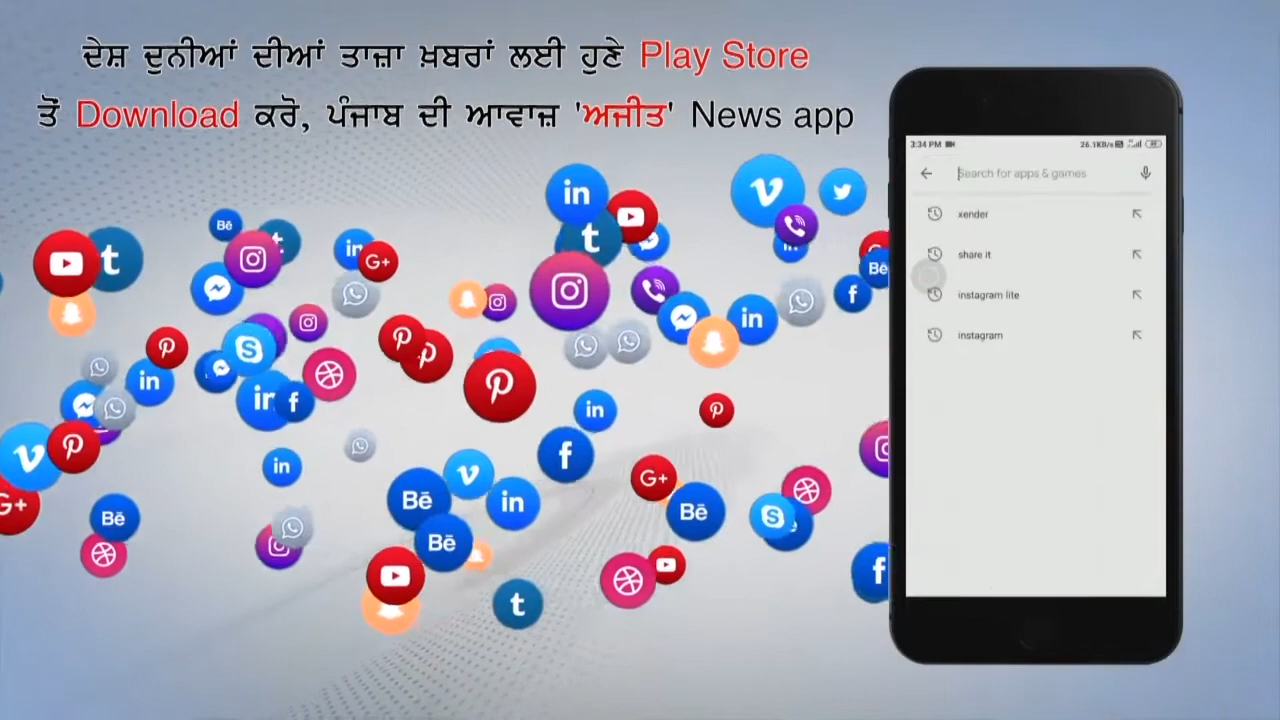 ਦੇਸ਼ ਦੁਨੀਆਂ ਦੀਆਂ ਤਾਜ਼ਾ ਖ਼ਬਰਾਂ ਲਈ ਹੁਣੇ Play Store
ਤੋਂ Download ਕਰੋ, ਪੰਜਾਬ ਦੀ ਆਵਾਜ਼ 'ਅਜੀਤ' News app
3:34 PM 26.1KB/s
Search for apps & games
xender
share it
instagram lite
instagram